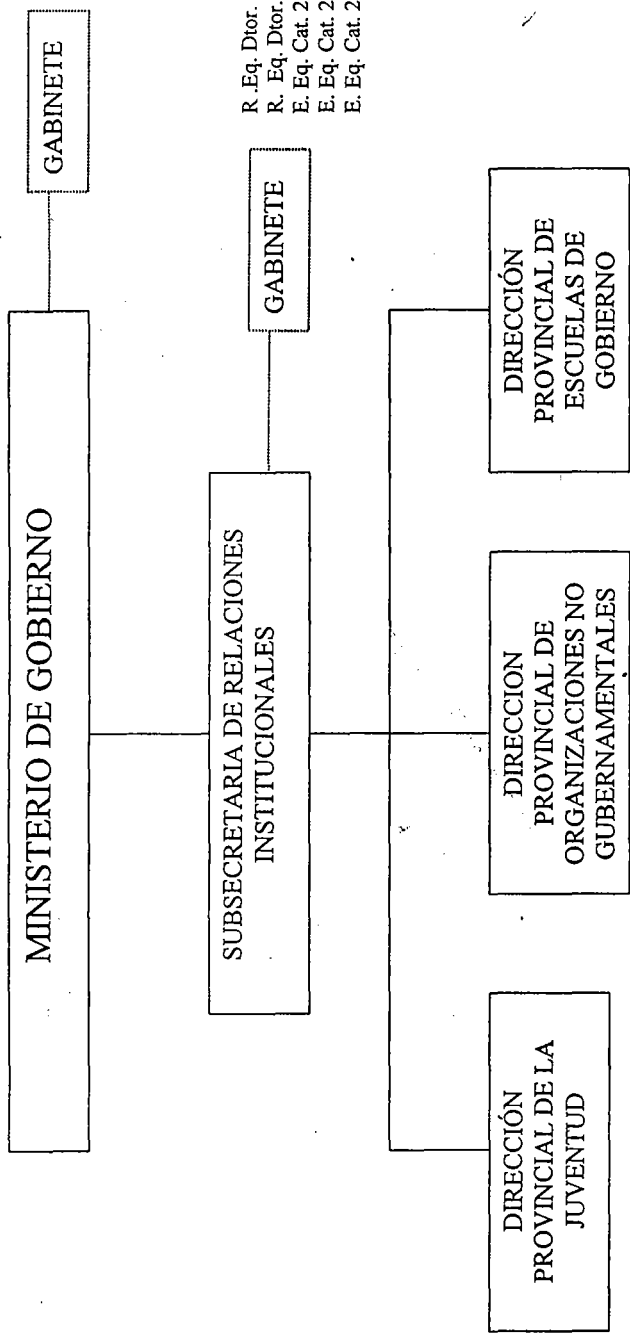 MINISTERIO DE GOBIERNO
GABINETE
SUBSECRETARIA DE RELACIONES
INSTITUCIONALES
GABINETE
R .Eq. Dtor.
R. Eq. Dtor.
E. Eq. Cat. 2
E. Eq. Cat. 2
E. Eq. Cat. 2
DIRECCIÓN
PROVINCIAL DE LA
JUVENTUD
DIRECCION
PROVINCIAL DE
ORGANIZACIONES NO
GUBERNAMENTALES
DIRECCIÓN
PROVINCIAL DE
ESCUELAS DE
GOBIERNO